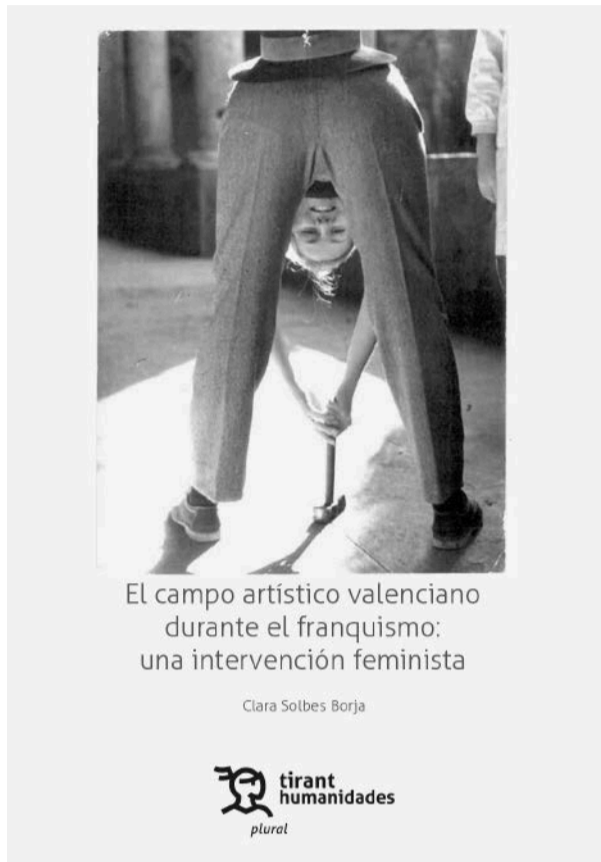 El campo artístico valenciano
durante el franquismo:
una intervención feminista
Clara Solbes Borja
tirant
humanidades
plural